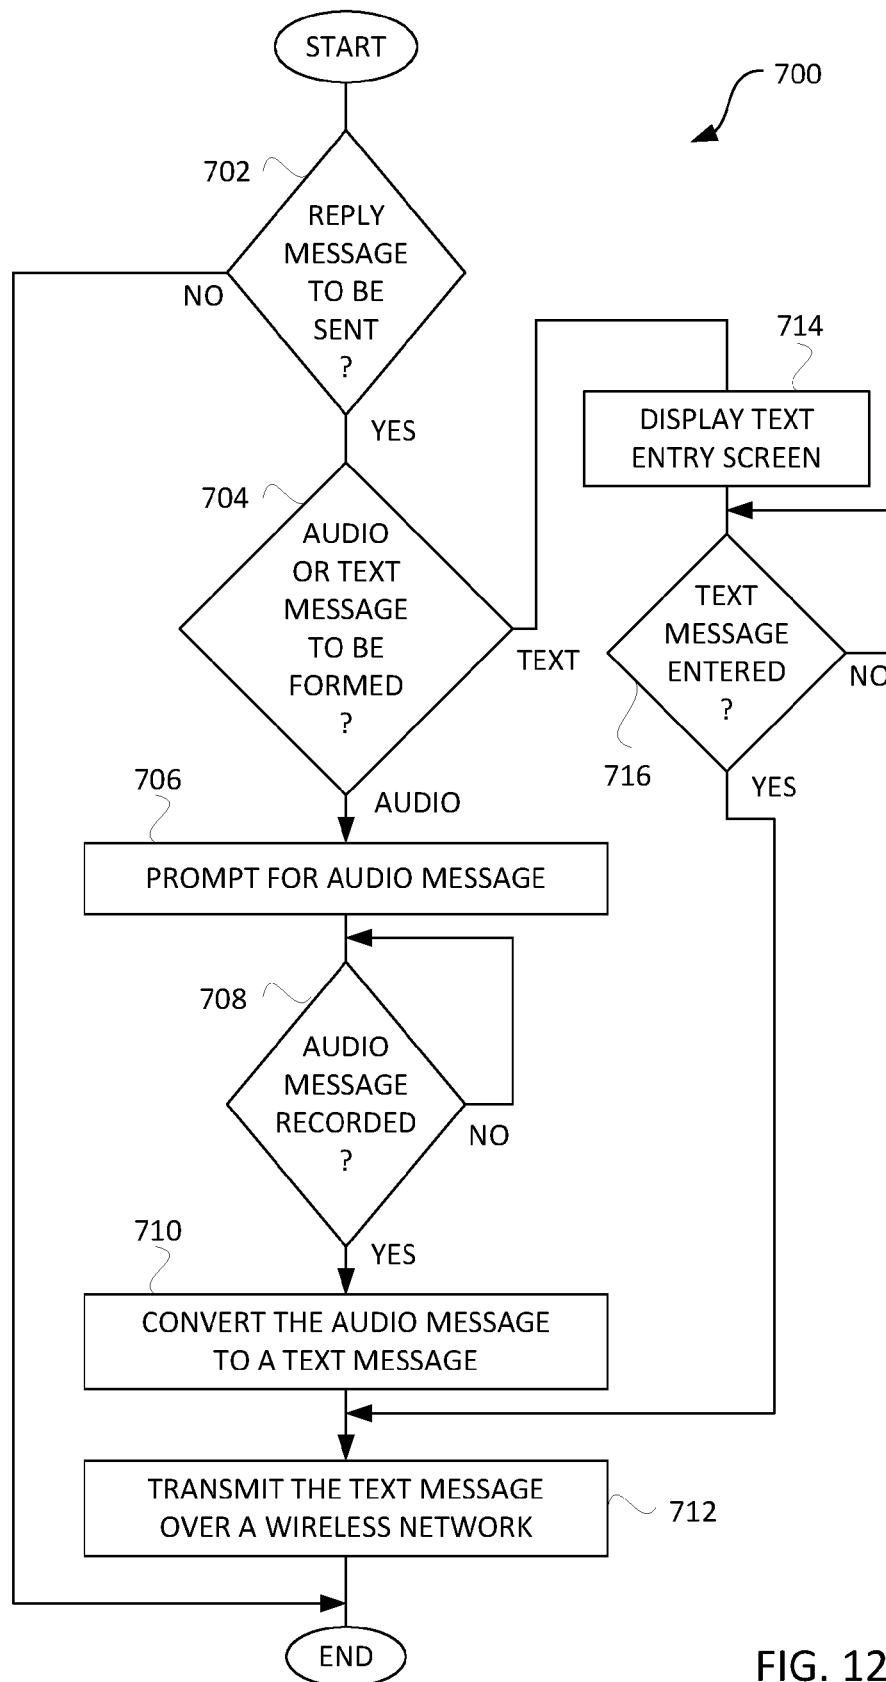 START
700
702
REPLY
MESSAGE
TO BE
SENT
?
NO
YES
714
DISPLAY TEXT
ENTRY SCREEN
704
AUDIO
OR TEXT
MESSAGE
TO BE
FORMED
?
TEXT
TEXT
MESSAGE
ENTERED
?
NO
716
YES
AUDIO
706
PROMPT FOR AUDIO MESSAGE
708
AUDIO
MESSAGE
RECORDED
?
NO
YES
710
CONVERT THE AUDIO MESSAGE
TO A TEXT MESSAGE
TRANSMIT THE TEXT MESSAGE
OVER A WIRELESS NETWORK
712
END
FIG. 12